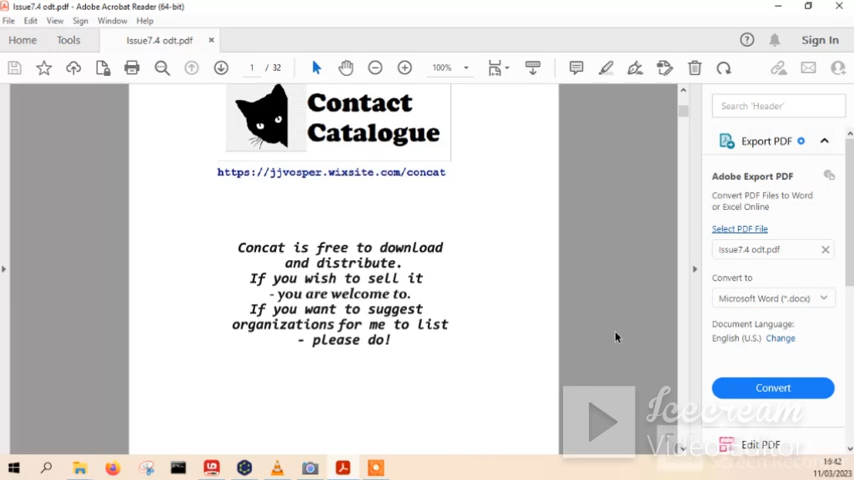 Issue7.4 odt.pdf - Adobe Acrobat Reader (64-bit)
File Edit View Sign Window Help
Home Tools Issue7.4 odt.pdf × Sign In
1 / 32 100%
Contact
Catalogue
https://jjvosper.wixsite.com/concat
Concat is free to download
and distribute.
If you wish to sell it
- you are welcome to.
If you want to suggest
organizations for me to list
- please do!
Search 'Header'
Export PDF
Adobe Export PDF
Convert PDF Files to Word
or Excel Online
Select PDF File
Issue7.4 odt.pdf
Convert to
Microsoft Word (*.docx)
Document Language:
English (U.S.) Change
Convert
Edit PDF
Icecream
Video Editor
19:42
11/03/2023